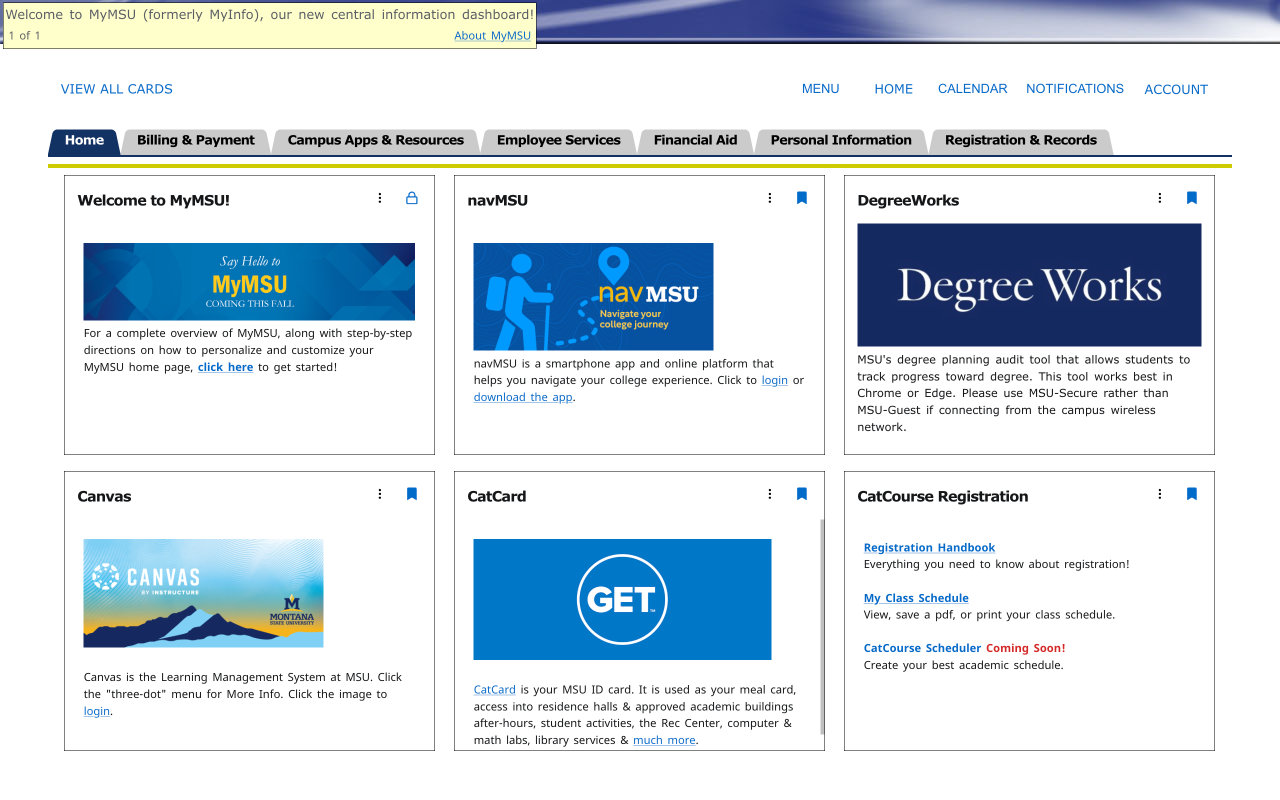 Welcome to MyMSU (formerly MyInfo), our new central information dashboard!
1 of 1
About MyMSU
VIEW ALL CARDS
MENU
HOME
CALENDAR
NOTIFICATIONS
ACCOUNT
Home
Billing & Payment
Campus Apps & Resources
Employee Services
Financial Aid
Personal Information
Registration & Records
Welcome to MyMSU!
Say Hello to
MyMSU
COMING THIS FALL
For a complete overview of MyMSU, along with step-by-step
directions on how to personalize and customize your
MyMSU home page, click here to get started!
navMSU
nav MSU
Navigate your
college journey
navMSU is a smartphone app and online platform that
helps you navigate your college experience. Click to login or
download the app.
DegreeWorks
Degree Works
MSU's degree planning audit tool that allows students to
track progress toward degree. This tool works best in
Chrome or Edge. Please use MSU-Secure rather than
MSU-Guest if connecting from the campus wireless
network.
Canvas
CANVAS
BY INSTRUCTURE
M
MONTANA
STATE UNIVERSITY
Canvas is the Learning Management System at MSU. Click
the "three-dot" menu for More Info. Click the image to
login.
CatCard
GET™
CatCard is your MSU ID card. It is used as your meal card,
access into residence halls & approved academic buildings
after-hours, student activities, the Rec Center, computer &
math labs, library services & much more.
CatCourse Registration
Registration Handbook
Everything you need to know about registration!
My Class Schedule
View, save a pdf, or print your class schedule.
CatCourse Scheduler Coming Soon!
Create your best academic schedule.